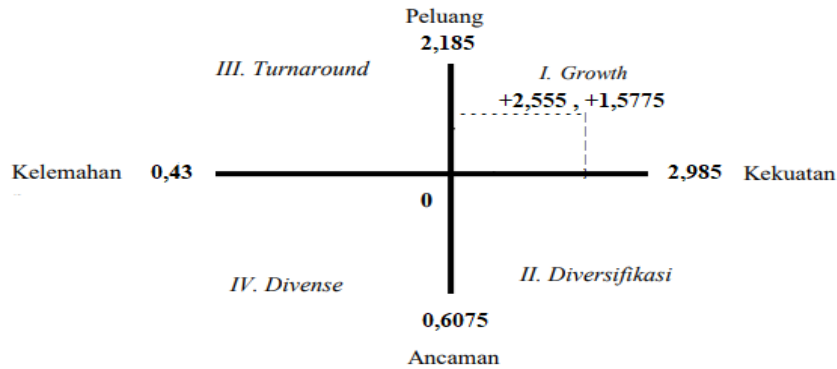 Peluang
2,185
III. Turnaround
I. Growth
+2,555 , +1,5775
Kelemahan 0,43
2,985 Kekuatan
0
IV. Divense
II. Diversifikasi
0,6075
Ancaman